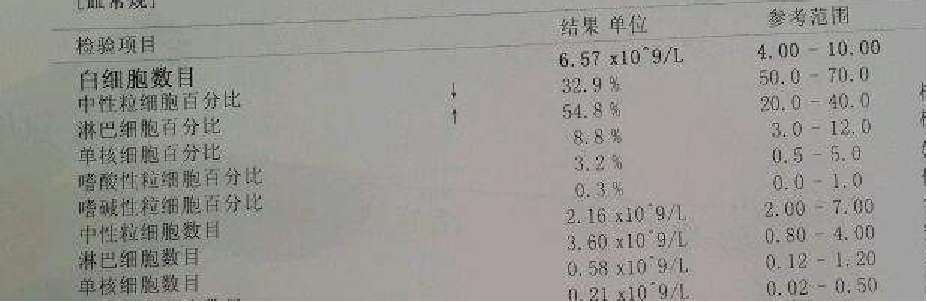 [血常规]
检验项目 结果 单位 参考范围
白细胞数目 6.57 x10^9/L 4.00 - 10.00
中性粒细胞百分比 ↓ 32.9 % 50.0 - 70.0
淋巴细胞百分比 ↑ 54.8 % 20.0 - 40.0
单核细胞百分比 8.8 % 3.0 - 12.0
嗜酸性粒细胞百分比 3.2 % 0.5 - 5.0
嗜碱性粒细胞百分比 0.3 % 0.0 - 1.0
中性粒细胞数目 2.16 x10^9/L 2.00 - 7.00
淋巴细胞数目 3.60 x10^9/L 0.80 - 4.00
单核细胞数目 0.58 x10^9/L 0.12 - 1.20
0.21 x10^9/L 0.02 - 0.50